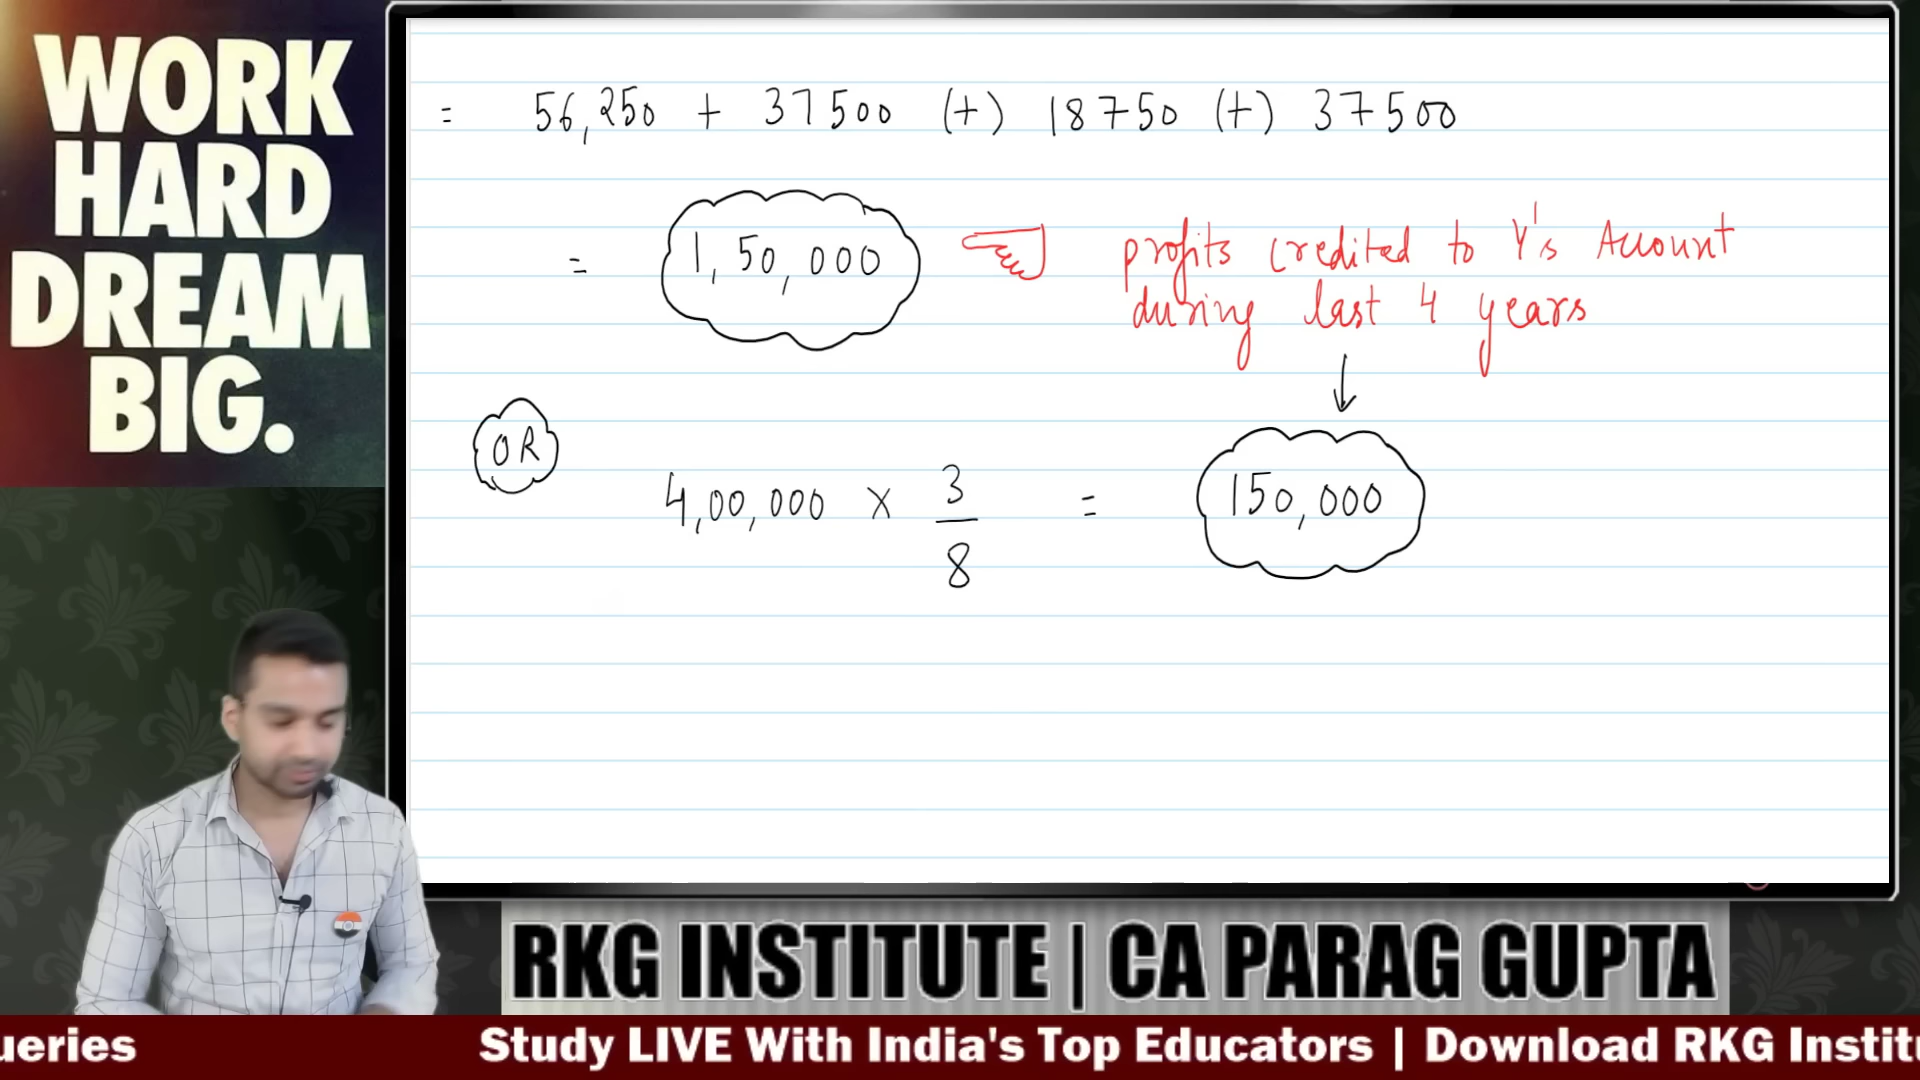 WORK
HARD
DREAM
BIG.
= 56,250 + 37500 (+) 18750 (+) 37500
= 1,50,000
profits credited to Y's Account
during last 4 years
OR
4,00,000 x 3/8 = 150,000
RKG INSTITUTE | CA PARAG GUPTA
ueries Study LIVE With India's Top Educators | Download RKG Instit